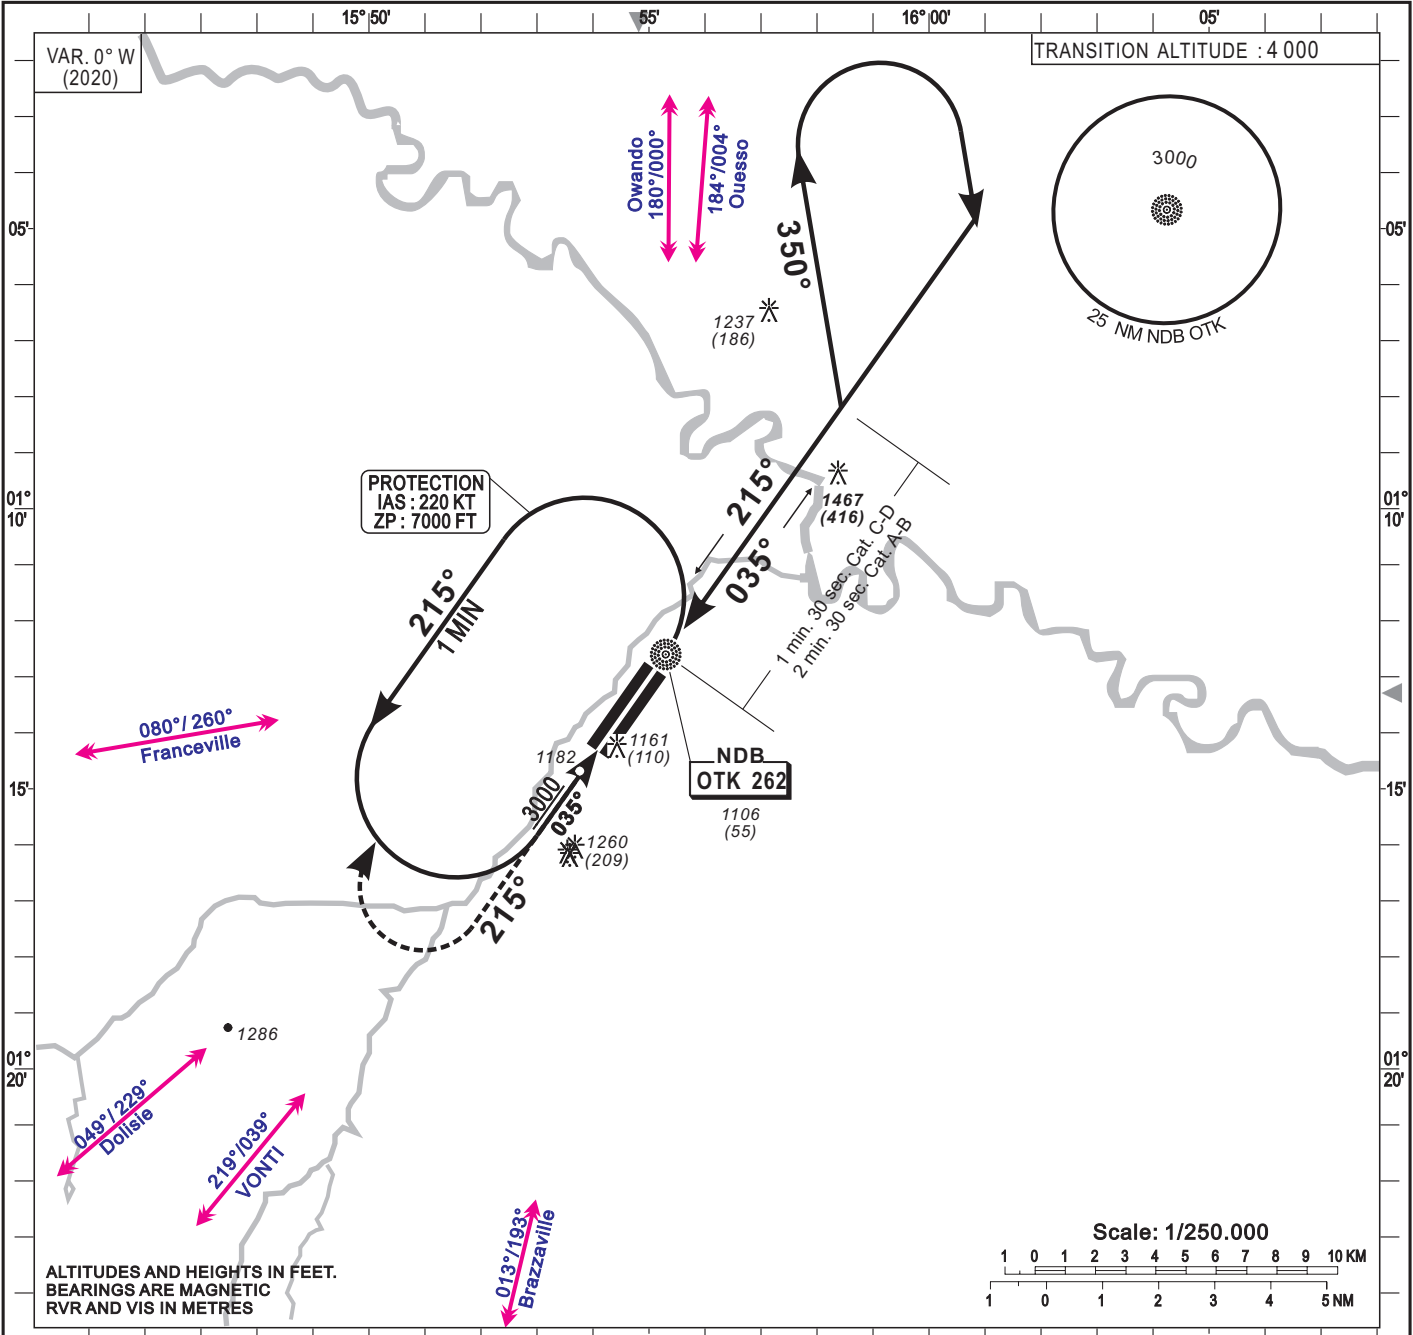 15°50'
55'
16°00'
05'
VAR. 0° W
(2020)
TRANSITION ALTITUDE : 4 000
Owando
180°/000°
184°/004°
Ouesso
3000
25 NM NDB OTK
05'
05'
350°
1237
(186)
PROTECTION
IAS : 220 KT
ZP : 7000 FT
01°
10'
01°
10'
215°
035°
1467
(416)
1 min. 30 sec. Cat. C-D
2 min. 30 sec. Cat. A-B
215°
1 MIN
080°/ 260°
Franceville
1182
1161
(110)
NDB
OTK 262
1106
(55)
15'
15'
3000
035°
1260
(209)
215°
1286
01°
20'
01°
20'
049°/ 229°
Dolisie
219°/039°
VONTI
013°/193°
Brazzaville
Scale: 1/250.000
1 0 1 2 3 4 5 6 7 8 9 10 KM
1 0 1 2 3 4 5 NM
ALTITUDES AND HEIGHTS IN FEET.
BEARINGS ARE MAGNETIC
RVR AND VIS IN METRES